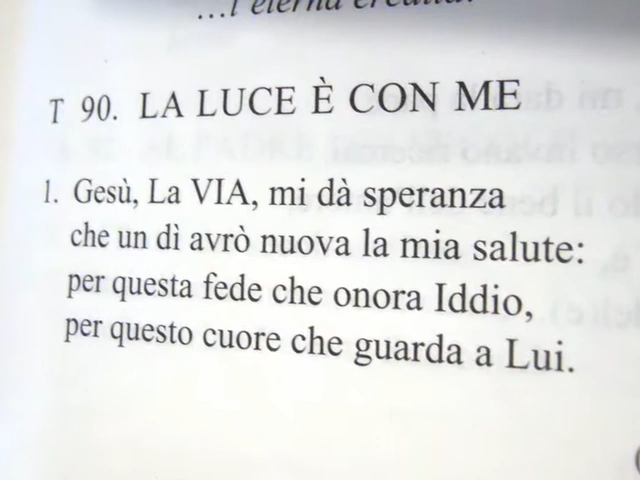 ...l'eterna
T 90. LA LUCE È CON ME
1. Gesù, La VIA, mi dà speranza
che un dì avrò nuova la mia salute:
per questa fede che onora Iddio,
per questo cuore che guarda a Lui.